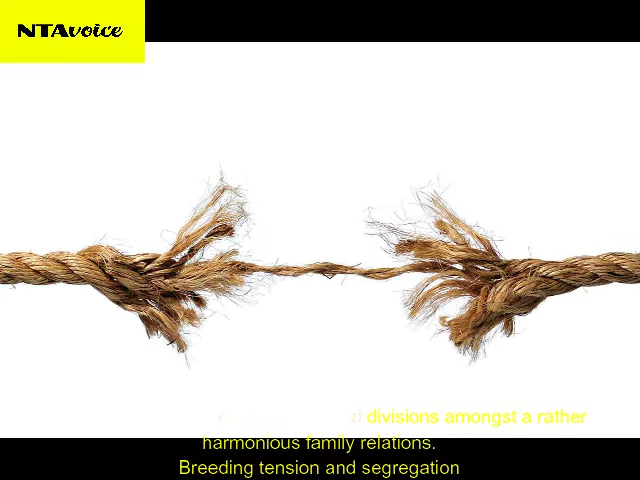 NTAvoice
divisions amongst a rather
harmonious family relations.
Breeding tension and segregation